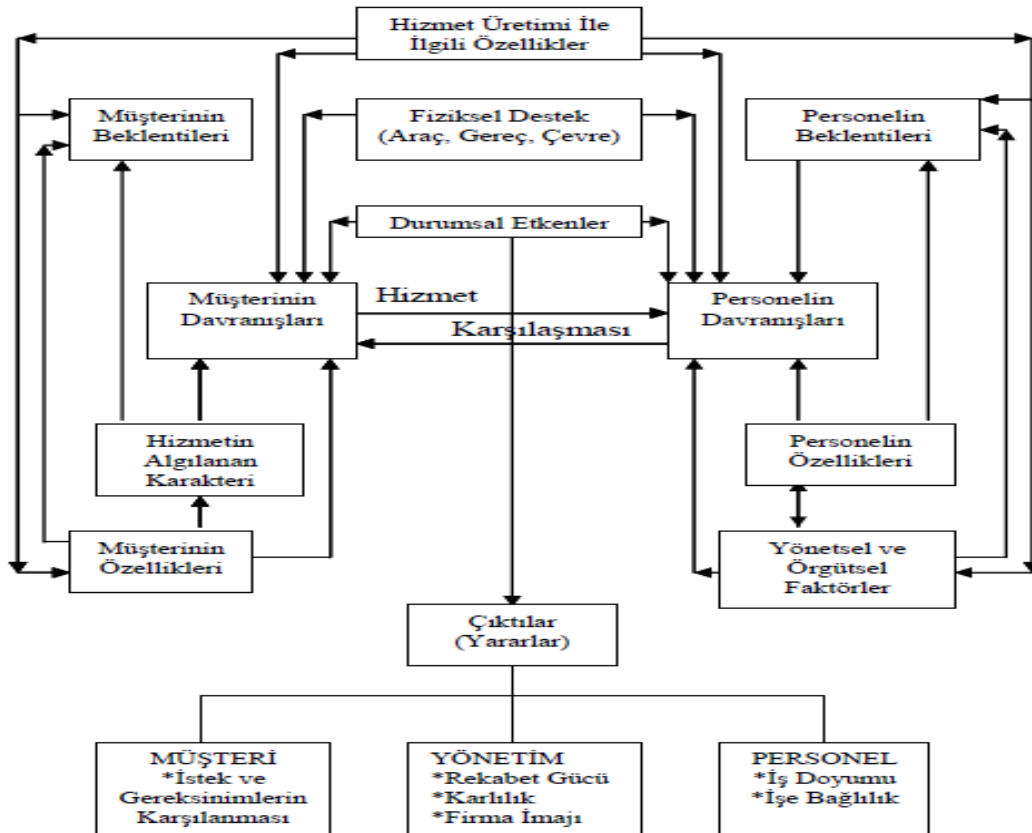 Hizmet Üretimi İle
İlgili Özellikler
Müşterinin
Beklentileri
Fiziksel Destek
(Araç, Gereç, Çevre)
Personelin
Beklentileri
Durumsal Etkenler
Müşterinin
Davranışları
Hizmet
Karşılaşması
Personelin
Davranışları
Hizmetin
Algılanan
Karakteri
Personelin
Özellikleri
Müşterinin
Özellikleri
Yönetsel ve
Örgütsel
Faktörler
Çıktılar
(Yararlar)
MÜŞTERİ
*İstek ve
Gereksinimlerin
Karşılanması
YÖNETİM
*Rekabet Gücü
*Karlılık
*Firma İmajı
PERSONEL
*İş Doyumu
*İşe Bağlılık